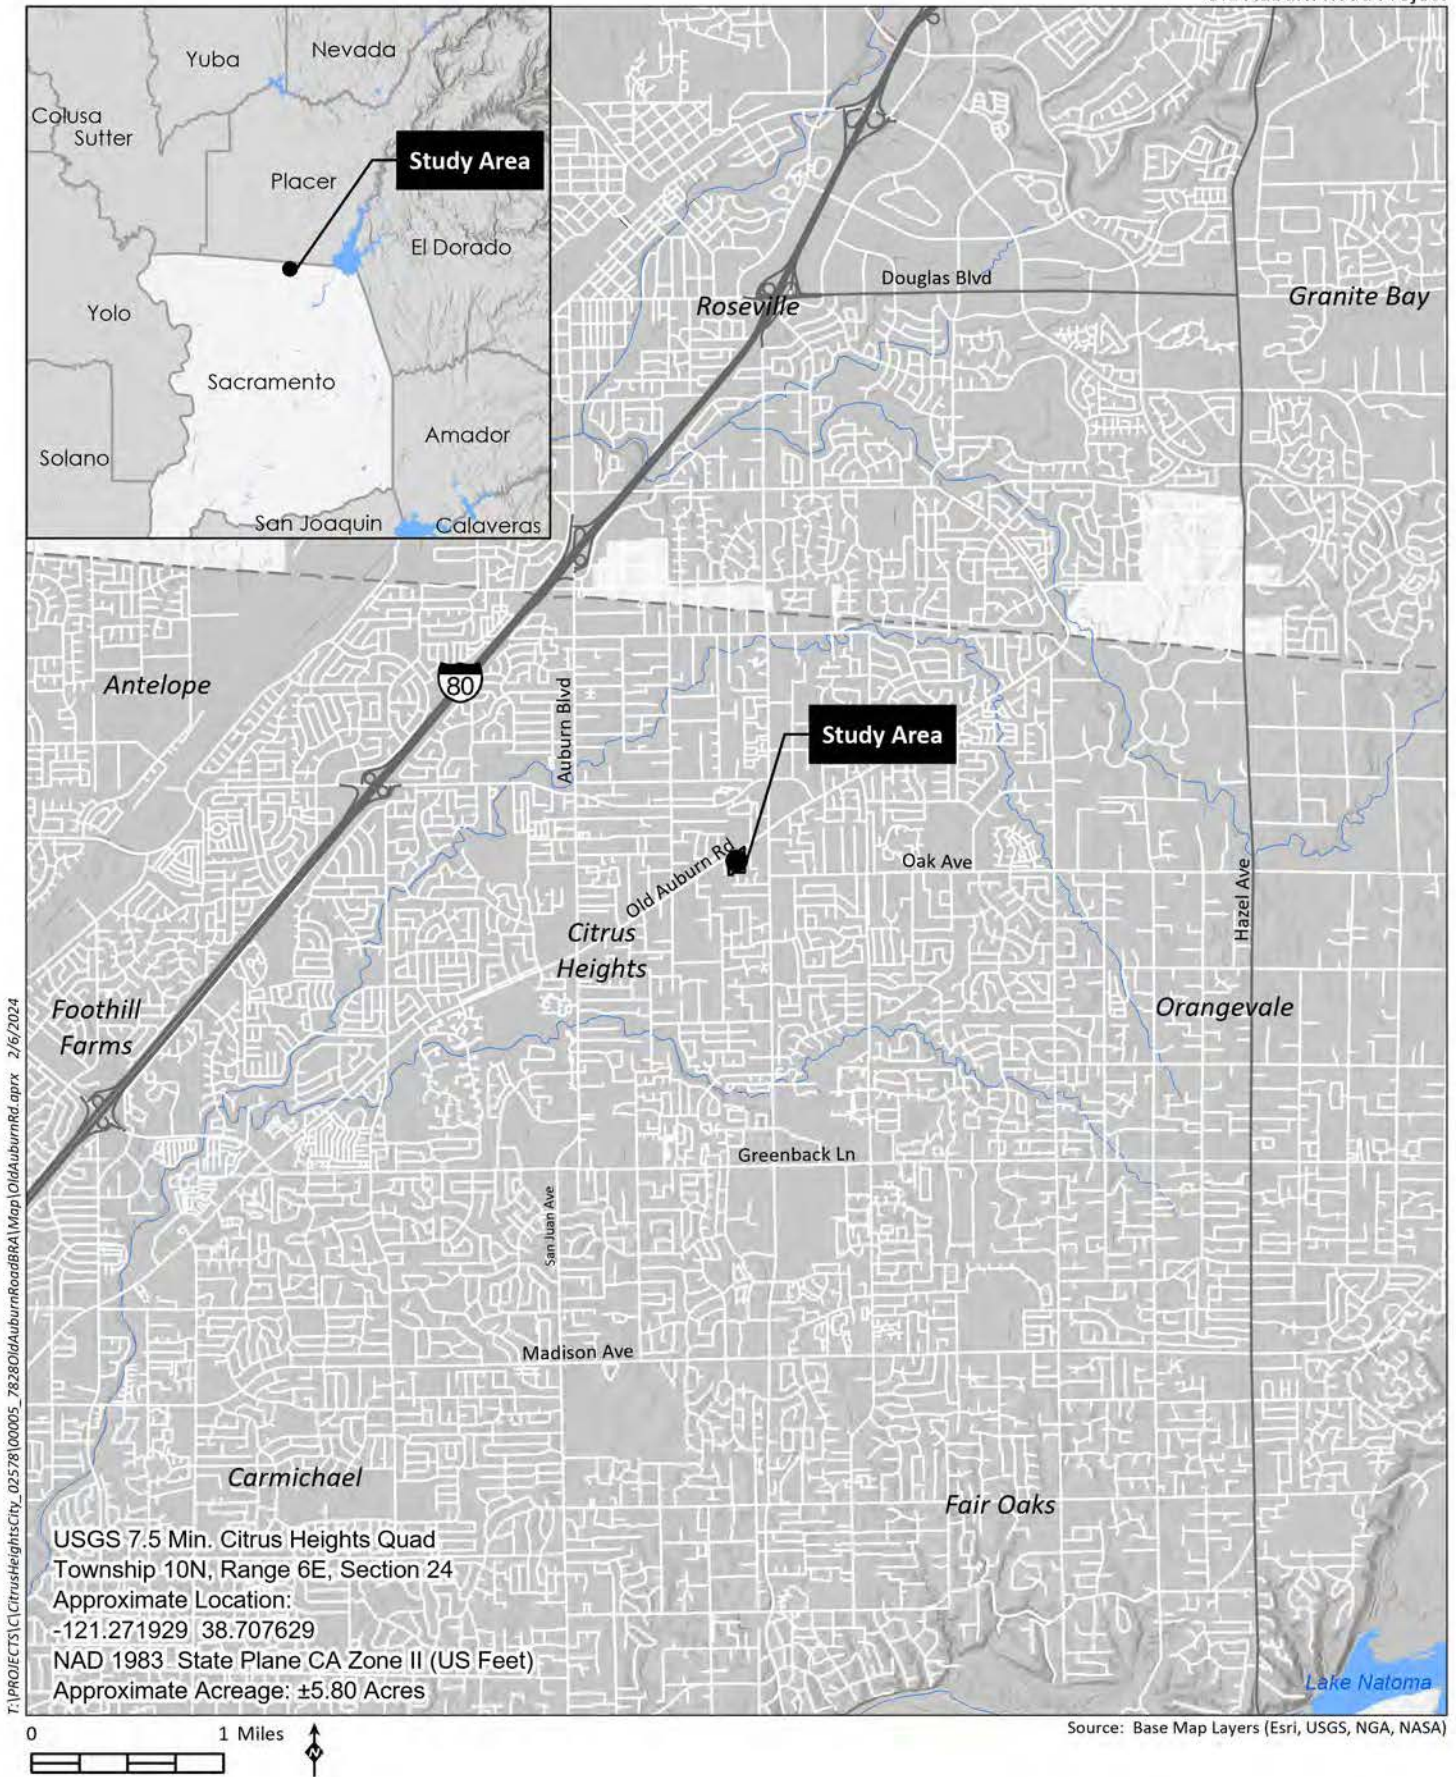 Yuba
Nevada
Colusa
Sutter
Placer
Study Area
El Dorado
Yolo
Sacramento
Amador
Solano
San Joaquin
Calaveras
Douglas Blvd
Roseville
Granite Bay
Antelope
80
Auburn Blvd
Study Area
Old Auburn Rd
Oak Ave
Hazel Ave
Citrus
Heights
Foothill
Farms
Orangevale
Greenback Ln
San Juan Ave
Madison Ave
Carmichael
Fair Oaks
Lake Natoma
USGS 7.5 Min. Citrus Heights Quad
Township 10N, Range 6E, Section 24
Approximate Location:
-121.271929 38.707629
NAD 1983 State Plane CA Zone II (US Feet)
Approximate Acreage: ±5.80 Acres
T:\PROJECTS\C\CitrusHeightsCity_02578\00005_7828OldAuburnRoadBRA\Map\OldAuburnRd.aprx 2/6/2024
0 1 Miles
N
Source: Base Map Layers (Esri, USGS, NGA, NASA)